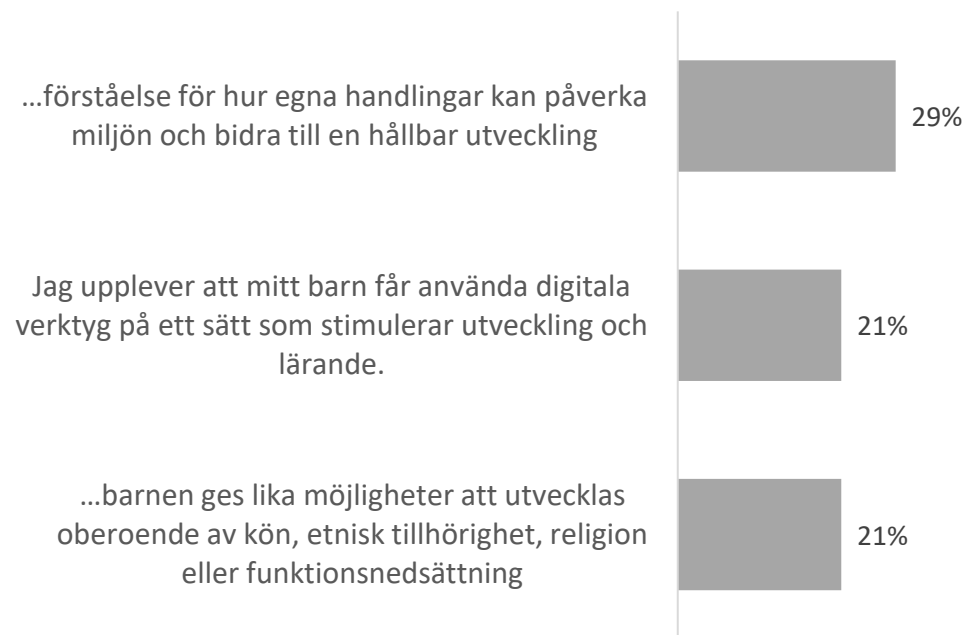 …förståelse för hur egna handlingar kan påverka
miljön och bidra till en hållbar utveckling
29%
Jag upplever att mitt barn får använda digitala
verktyg på ett sätt som stimulerar utveckling och
lärande.
21%
…barnen ges lika möjligheter att utvecklas
oberoende av kön, etnisk tillhörighet, religion
eller funktionsnedsättning
21%